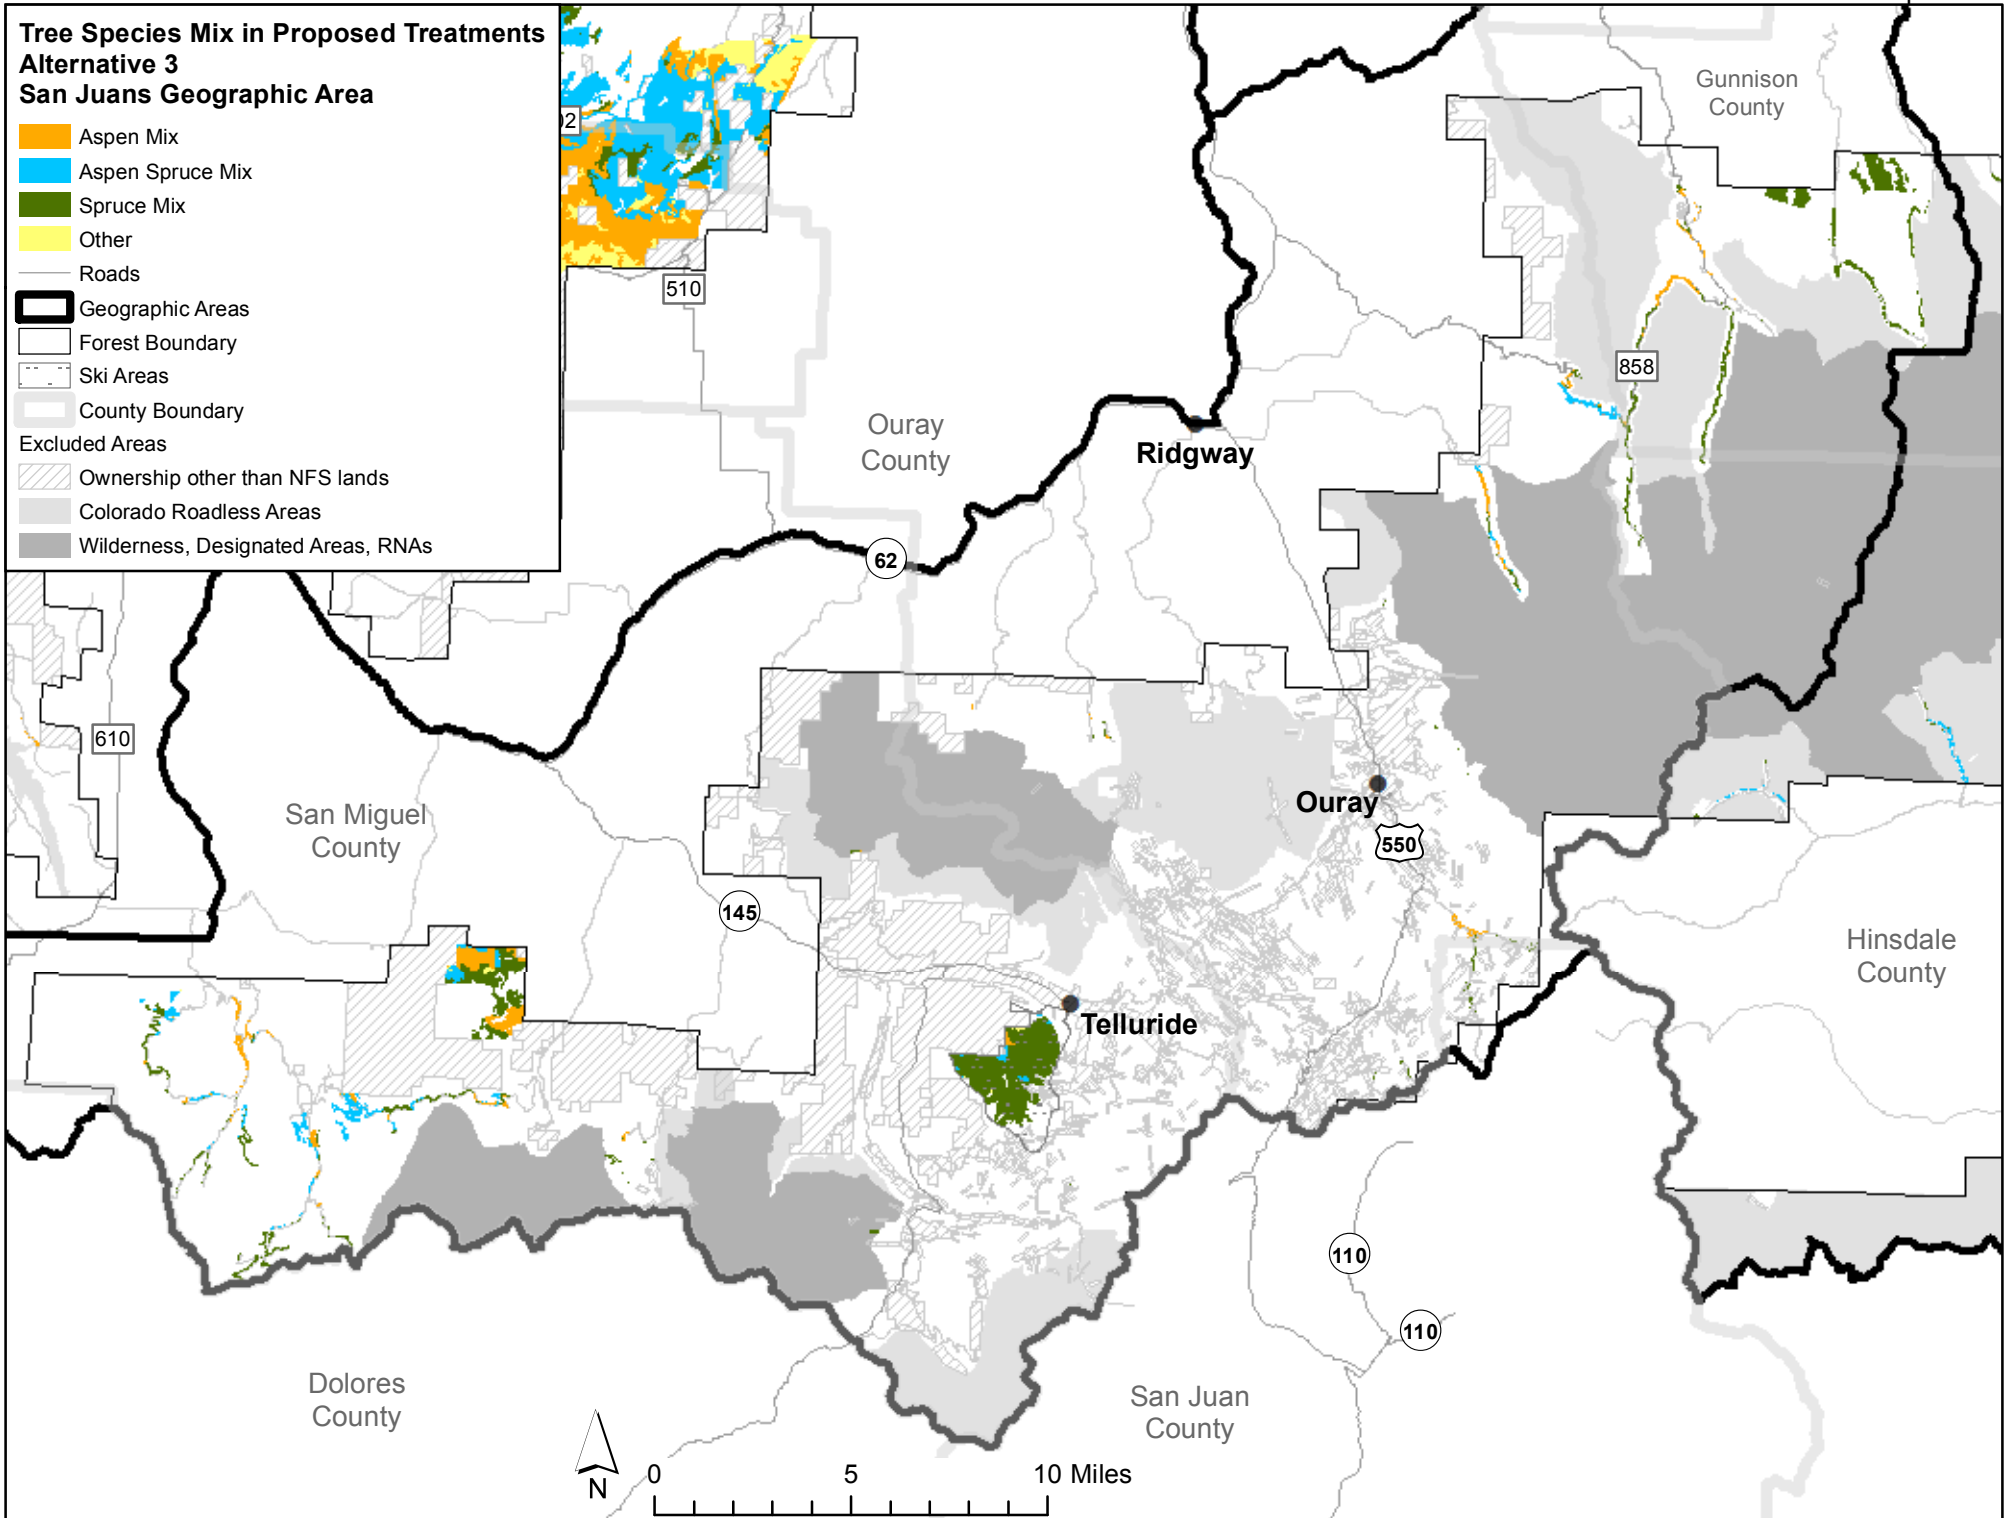 Tree Species Mix in Proposed Treatments
Alternative 3
San Juans Geographic Area
Aspen Mix
Aspen Spruce Mix
Spruce Mix
Other
Roads
Geographic Areas
Forest Boundary
Ski Areas
County Boundary
Excluded Areas
Ownership other than NFS lands
Colorado Roadless Areas
Wilderness, Designated Areas, RNAs
Gunnison
County
510
858
Ouray
County
Ridgway
62
610
San Miguel
County
Ouray
550
145
Hinsdale
County
Telluride
110
110
Dolores
County
San Juan
County
N
0
5
10 Miles